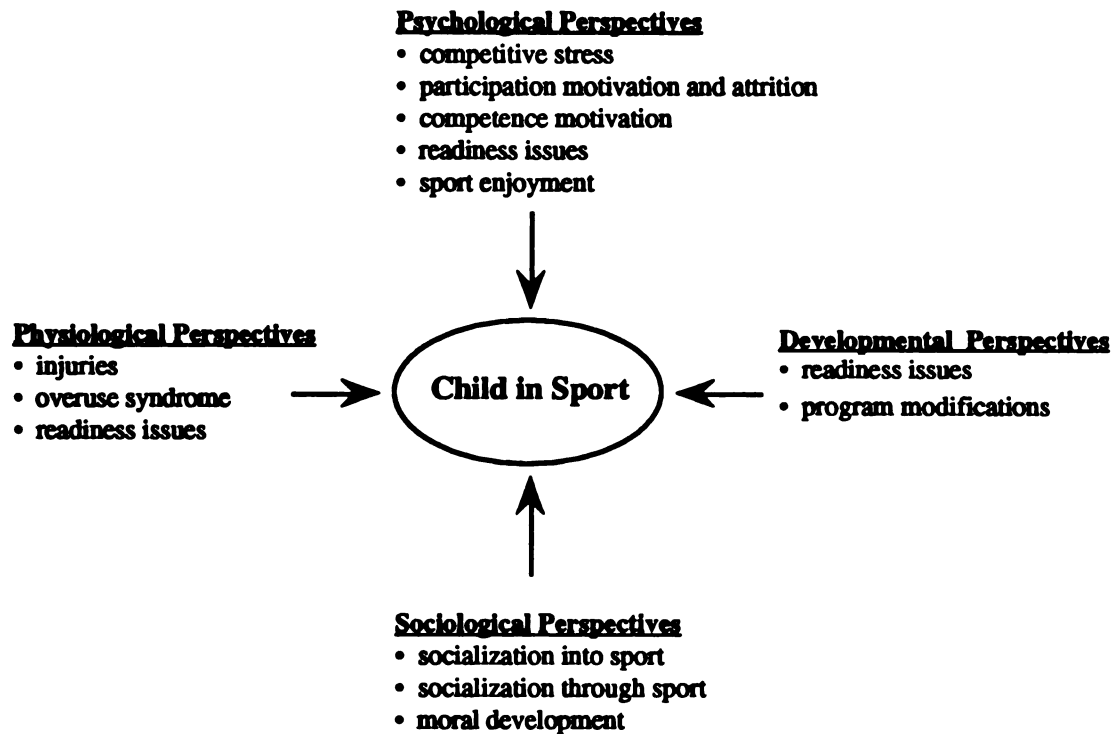 Psychological Perspectives
• competitive stress
• participation motivation and attrition
• competence motivation
• readiness issues
• sport enjoyment
Physiological Perspectives
• injuries
• overuse syndrome
• readiness issues
Child in Sport
Developmental Perspectives
• readiness issues
• program modifications
Sociological Perspectives
• socialization into sport
• socialization through sport
• moral development